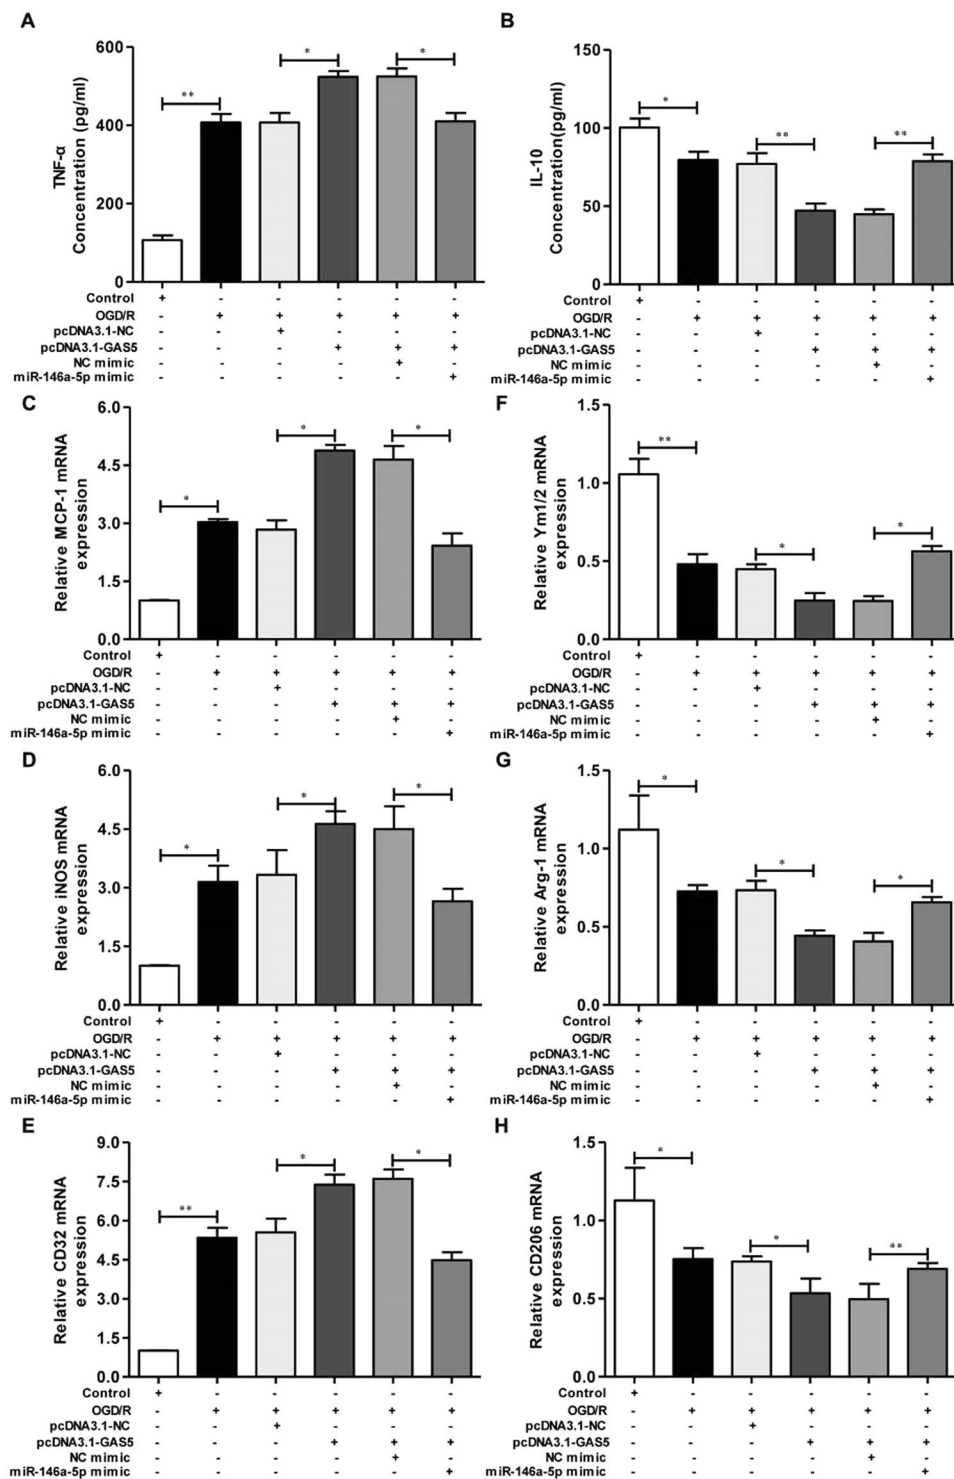 A
TNF-α
Concentration (pg/ml)
600
400
200
0
** * *
Control + - - - - -
OGD/R - + + + + +
pcDNA3.1-NC - - + - - -
pcDNA3.1-GAS5 - - - + + +
NC mimic - - - - + -
miR-146a-5p mimic - - - - - +
B
IL-10
Concentration(pg/ml)
150
100
50
0
* ** **
Control + - - - - -
OGD/R - + + + + +
pcDNA3.1-NC - - + - - -
pcDNA3.1-GAS5 - - - + + +
NC mimic - - - - + -
miR-146a-5p mimic - - - - - +
C
Relative MCP-1 mRNA
expression
6.0
4.5
3.0
1.5
0.0
* * *
Control + - - - - -
OGD/R - + + + + +
pcDNA3.1-NC - - + - - -
pcDNA3.1-GAS5 - - - + + +
NC mimic - - - - + -
miR-146a-5p mimic - - - - - +
F
Relative Ym1/2 mRNA
expression
1.5
1.0
0.5
0.0
** * *
Control + - - - - -
OGD/R - + + + + +
pcDNA3.1-NC - - + - - -
pcDNA3.1-GAS5 - - - + + +
NC mimic - - - - + -
miR-146a-5p mimic - - - - - +
D
Relative iNOS mRNA
expression
6.0
4.5
3.0
1.5
0.0
* * *
Control + - - - - -
OGD/R - + + + + +
pcDNA3.1-NC - - + - - -
pcDNA3.1-GAS5 - - - + + +
NC mimic - - - - + -
miR-146a-5p mimic - - - - - +
G
Relative Arg-1 mRNA
expression
1.5
1.0
0.5
0.0
* * *
Control + - - - - -
OGD/R - + + + + +
pcDNA3.1-NC - - + - - -
pcDNA3.1-GAS5 - - - + + +
NC mimic - - - - + -
miR-146a-5p mimic - - - - - +
E
Relative CD32 mRNA
expression
9.0
7.5
6.0
4.5
3.0
1.5
0.0
** * *
Control + - - - - -
OGD/R - + + + + +
pcDNA3.1-NC - - + - - -
pcDNA3.1-GAS5 - - - + + +
NC mimic - - - - + -
miR-146a-5p mimic - - - - - +
H
Relative CD206 mRNA
expression
1.5
1.0
0.5
0.0
* * **
Control + - - - - -
OGD/R - + + + + +
pcDNA3.1-NC - - + - - -
pcDNA3.1-GAS5 - - - + + +
NC mimic - - - - + -
miR-146a-5p mimic - - - - - +